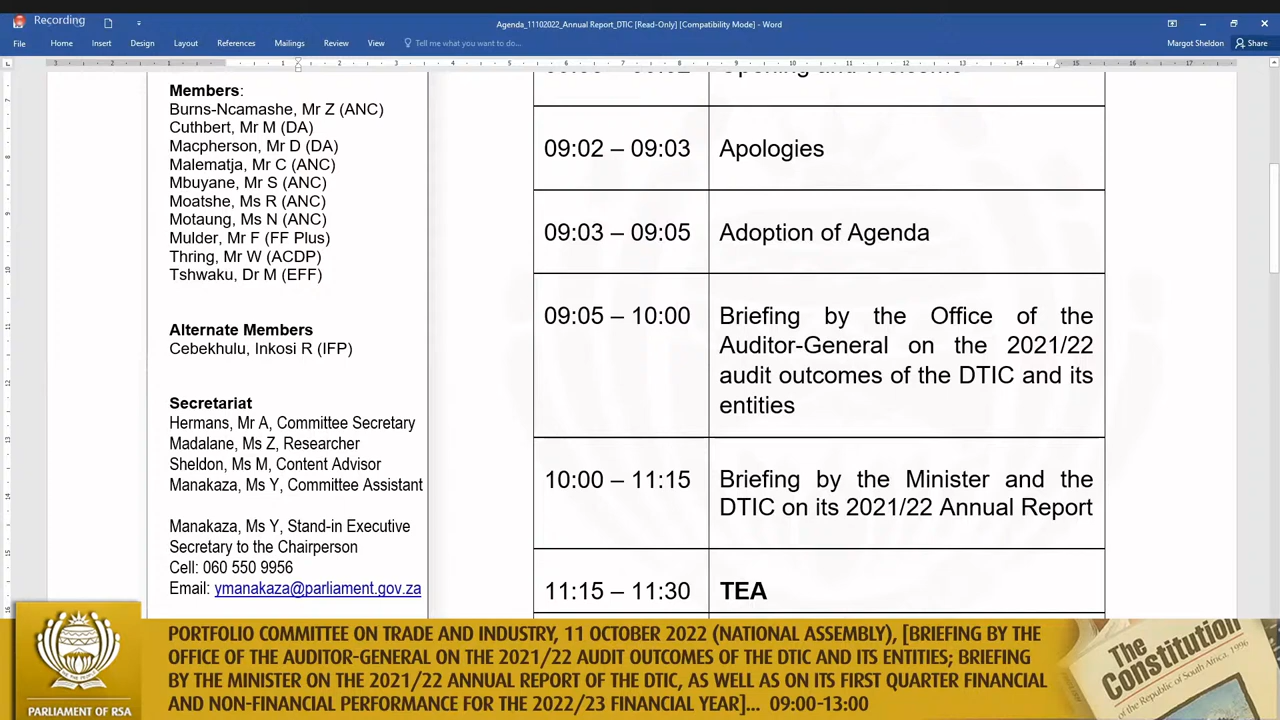 Recording
Agenda_11102022_Annual Report_DTIC [Read-Only] [Compatibility Mode] - Word
File Home Insert Design Layout References Mailings Review View Tell me what you want to do...
Margot Sheldon Share
Members:
Burns-Ncamashe, Mr Z (ANC)
Cuthbert, Mr M (DA)
Macpherson, Mr D (DA)
Malematja, Mr C (ANC)
Mbuyane, Mr S (ANC)
Moatshe, Ms R (ANC)
Motaung, Ms N (ANC)
Mulder, Mr F (FF Plus)
Thring, Mr W (ACDP)
Tshwaku, Dr M (EFF)
Alternate Members
Cebekhulu, Inkosi R (IFP)
Secretariat
Hermans, Mr A, Committee Secretary
Madalane, Ms Z, Researcher
Sheldon, Ms M, Content Advisor
Manakaza, Ms Y, Committee Assistant
Manakaza, Ms Y, Stand-in Executive
Secretary to the Chairperson
Cell: 060 550 9956
Email: ymanakaza@parliament.gov.za
Opening and Welcome
09:02 – 09:03 Apologies
09:03 – 09:05 Adoption of Agenda
09:05 – 10:00 Briefing by the Office of the
Auditor-General on the 2021/22
audit outcomes of the DTIC and its
entities
10:00 – 11:15 Briefing by the Minister and the
DTIC on its 2021/22 Annual Report
11:15 – 11:30 TEA
PARLIAMENT OF RSA
PORTFOLIO COMMITTEE ON TRADE AND INDUSTRY, 11 OCTOBER 2022 (NATIONAL ASSEMBLY), [BRIEFING BY THE
OFFICE OF THE AUDITOR-GENERAL ON THE 2021/22 AUDIT OUTCOMES OF THE DTIC AND ITS ENTITIES; BRIEFING
BY THE MINISTER ON THE 2021/22 ANNUAL REPORT OF THE DTIC, AS WELL AS ON ITS FIRST QUARTER FINANCIAL
AND NON-FINANCIAL PERFORMANCE FOR THE 2022/23 FINANCIAL YEAR]... 09:00-13:00
The
Constitution
of the Republic of South Africa, 1996